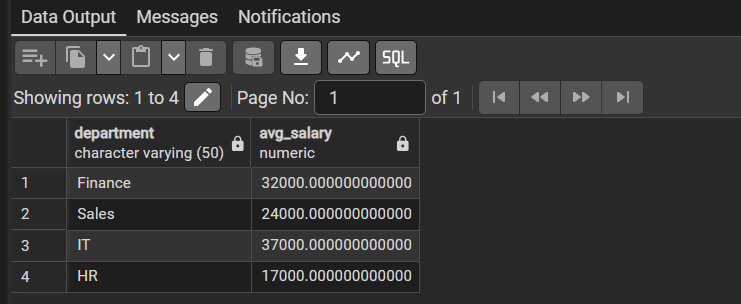 Data Output Messages Notifications
SQL
Showing rows: 1 to 4 Page No: 1 of 1
department avg_salary
character varying (50) numeric
1 Finance 32000.000000000000
2 Sales 24000.000000000000
3 IT 37000.000000000000
4 HR 17000.000000000000